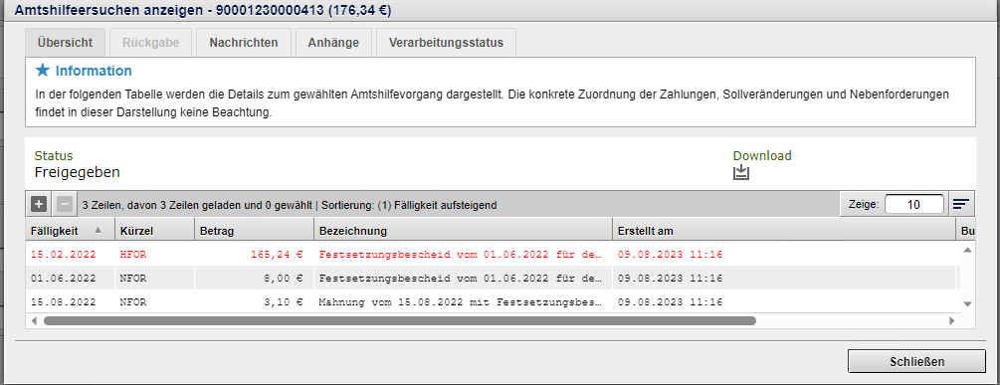 Amtshilfeersuchen anzeigen - 90001230000413 (176,34 €)
Übersicht Rückgabe Nachrichten Anhänge Verarbeitungsstatus
Information
In der folgenden Tabelle werden die Details zum gewählten Amtshilfevorgang dargestellt. Die konkrete Zuordnung der Zahlungen, Sollveränderungen und Nebenforderungen
findet in dieser Darstellung keine Beachtung.
Status Download
Freigegeben
3 Zeilen, davon 3 Zeilen geladen und 0 gewählt | Sortierung: (1) Fälligkeit aufsteigend Zeige: 10
Fälligkeit Kürzel Betrag Bezeichnung Erstellt am Bu
15.02.2022 HFOR 165,24 € Festsetzungsbescheid vom 01.06.2022 für de… 09.08.2023 11:16
01.06.2022 NFOR 8,00 € Festsetzungsbescheid vom 01.06.2022 für de… 09.08.2023 11:16
15.08.2022 NFOR 3,10 € Mahnung vom 15.08.2022 mit Festsetzungsbes… 09.08.2023 11:16
Schließen